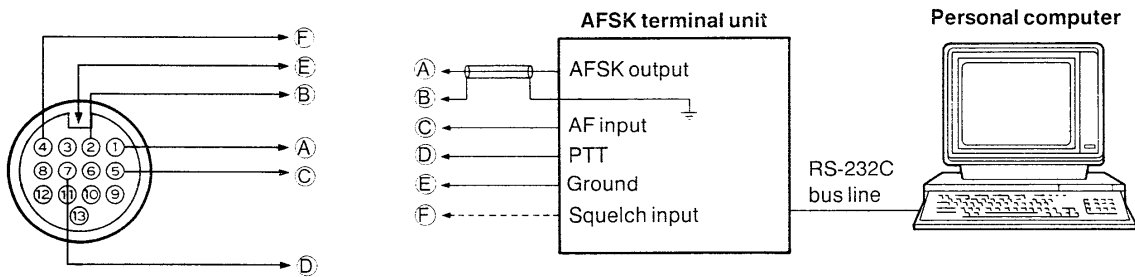 AFSK terminal unit
Personal computer
F
E
B
A
C
D
4 3 2 1
8 7 6 5
12 11 10 9
13
A AFSK output
B
C AF input
D PTT
E Ground
F Squelch input
RS-232C
bus line